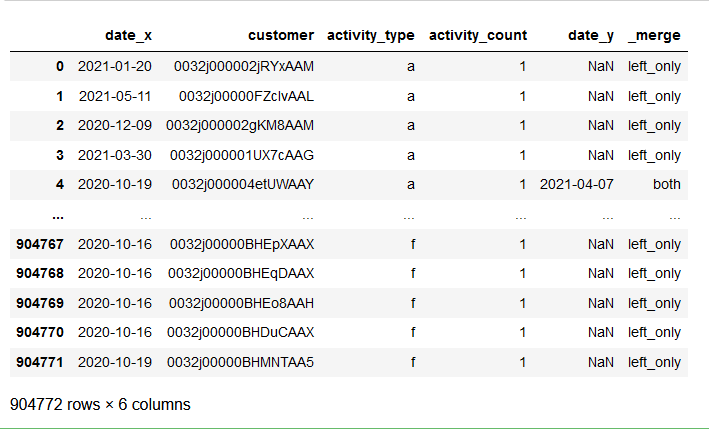 date_x customer activity_type activity_count date_y _merge
0 2021-01-20 0032j000002jRYxAAM a 1 NaN left_only
1 2021-05-11 0032j00000FZclvAAL a 1 NaN left_only
2 2020-12-09 0032j000002gKM8AAM a 1 NaN left_only
3 2021-03-30 0032j000001UX7cAAG a 1 NaN left_only
4 2020-10-19 0032j000004etUWAAY a 1 2021-04-07 both
... ... ... ... ... ... ...
904767 2020-10-16 0032j00000BHEpXAAX f 1 NaN left_only
904768 2020-10-16 0032j00000BHEqDAAX f 1 NaN left_only
904769 2020-10-16 0032j00000BHEo8AAH f 1 NaN left_only
904770 2020-10-16 0032j00000BHDuCAAX f 1 NaN left_only
904771 2020-10-19 0032j00000BHMNTAA5 f 1 NaN left_only
904772 rows × 6 columns